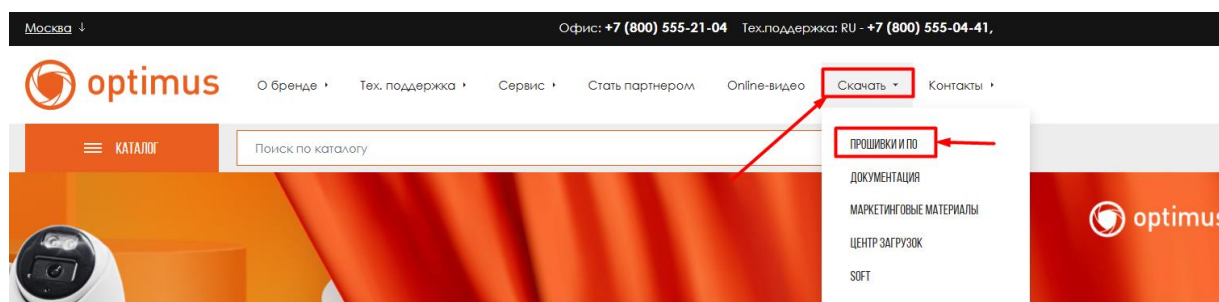 Москва ↓ Офис: +7 (800) 555-21-04 Тех.поддержка: RU - +7 (800) 555-04-41,
optimus О бренде Тех. поддержка Сервис Стать партнером Online-видео Скачать Контакты
КАТАЛОГ Поиск по каталогу
ПРОШИВКИ И ПО
ДОКУМЕНТАЦИЯ
МАРКЕТИНГОВЫЕ МАТЕРИАЛЫ
optimus
ЦЕНТР ЗАГРУЗОК
SOFT